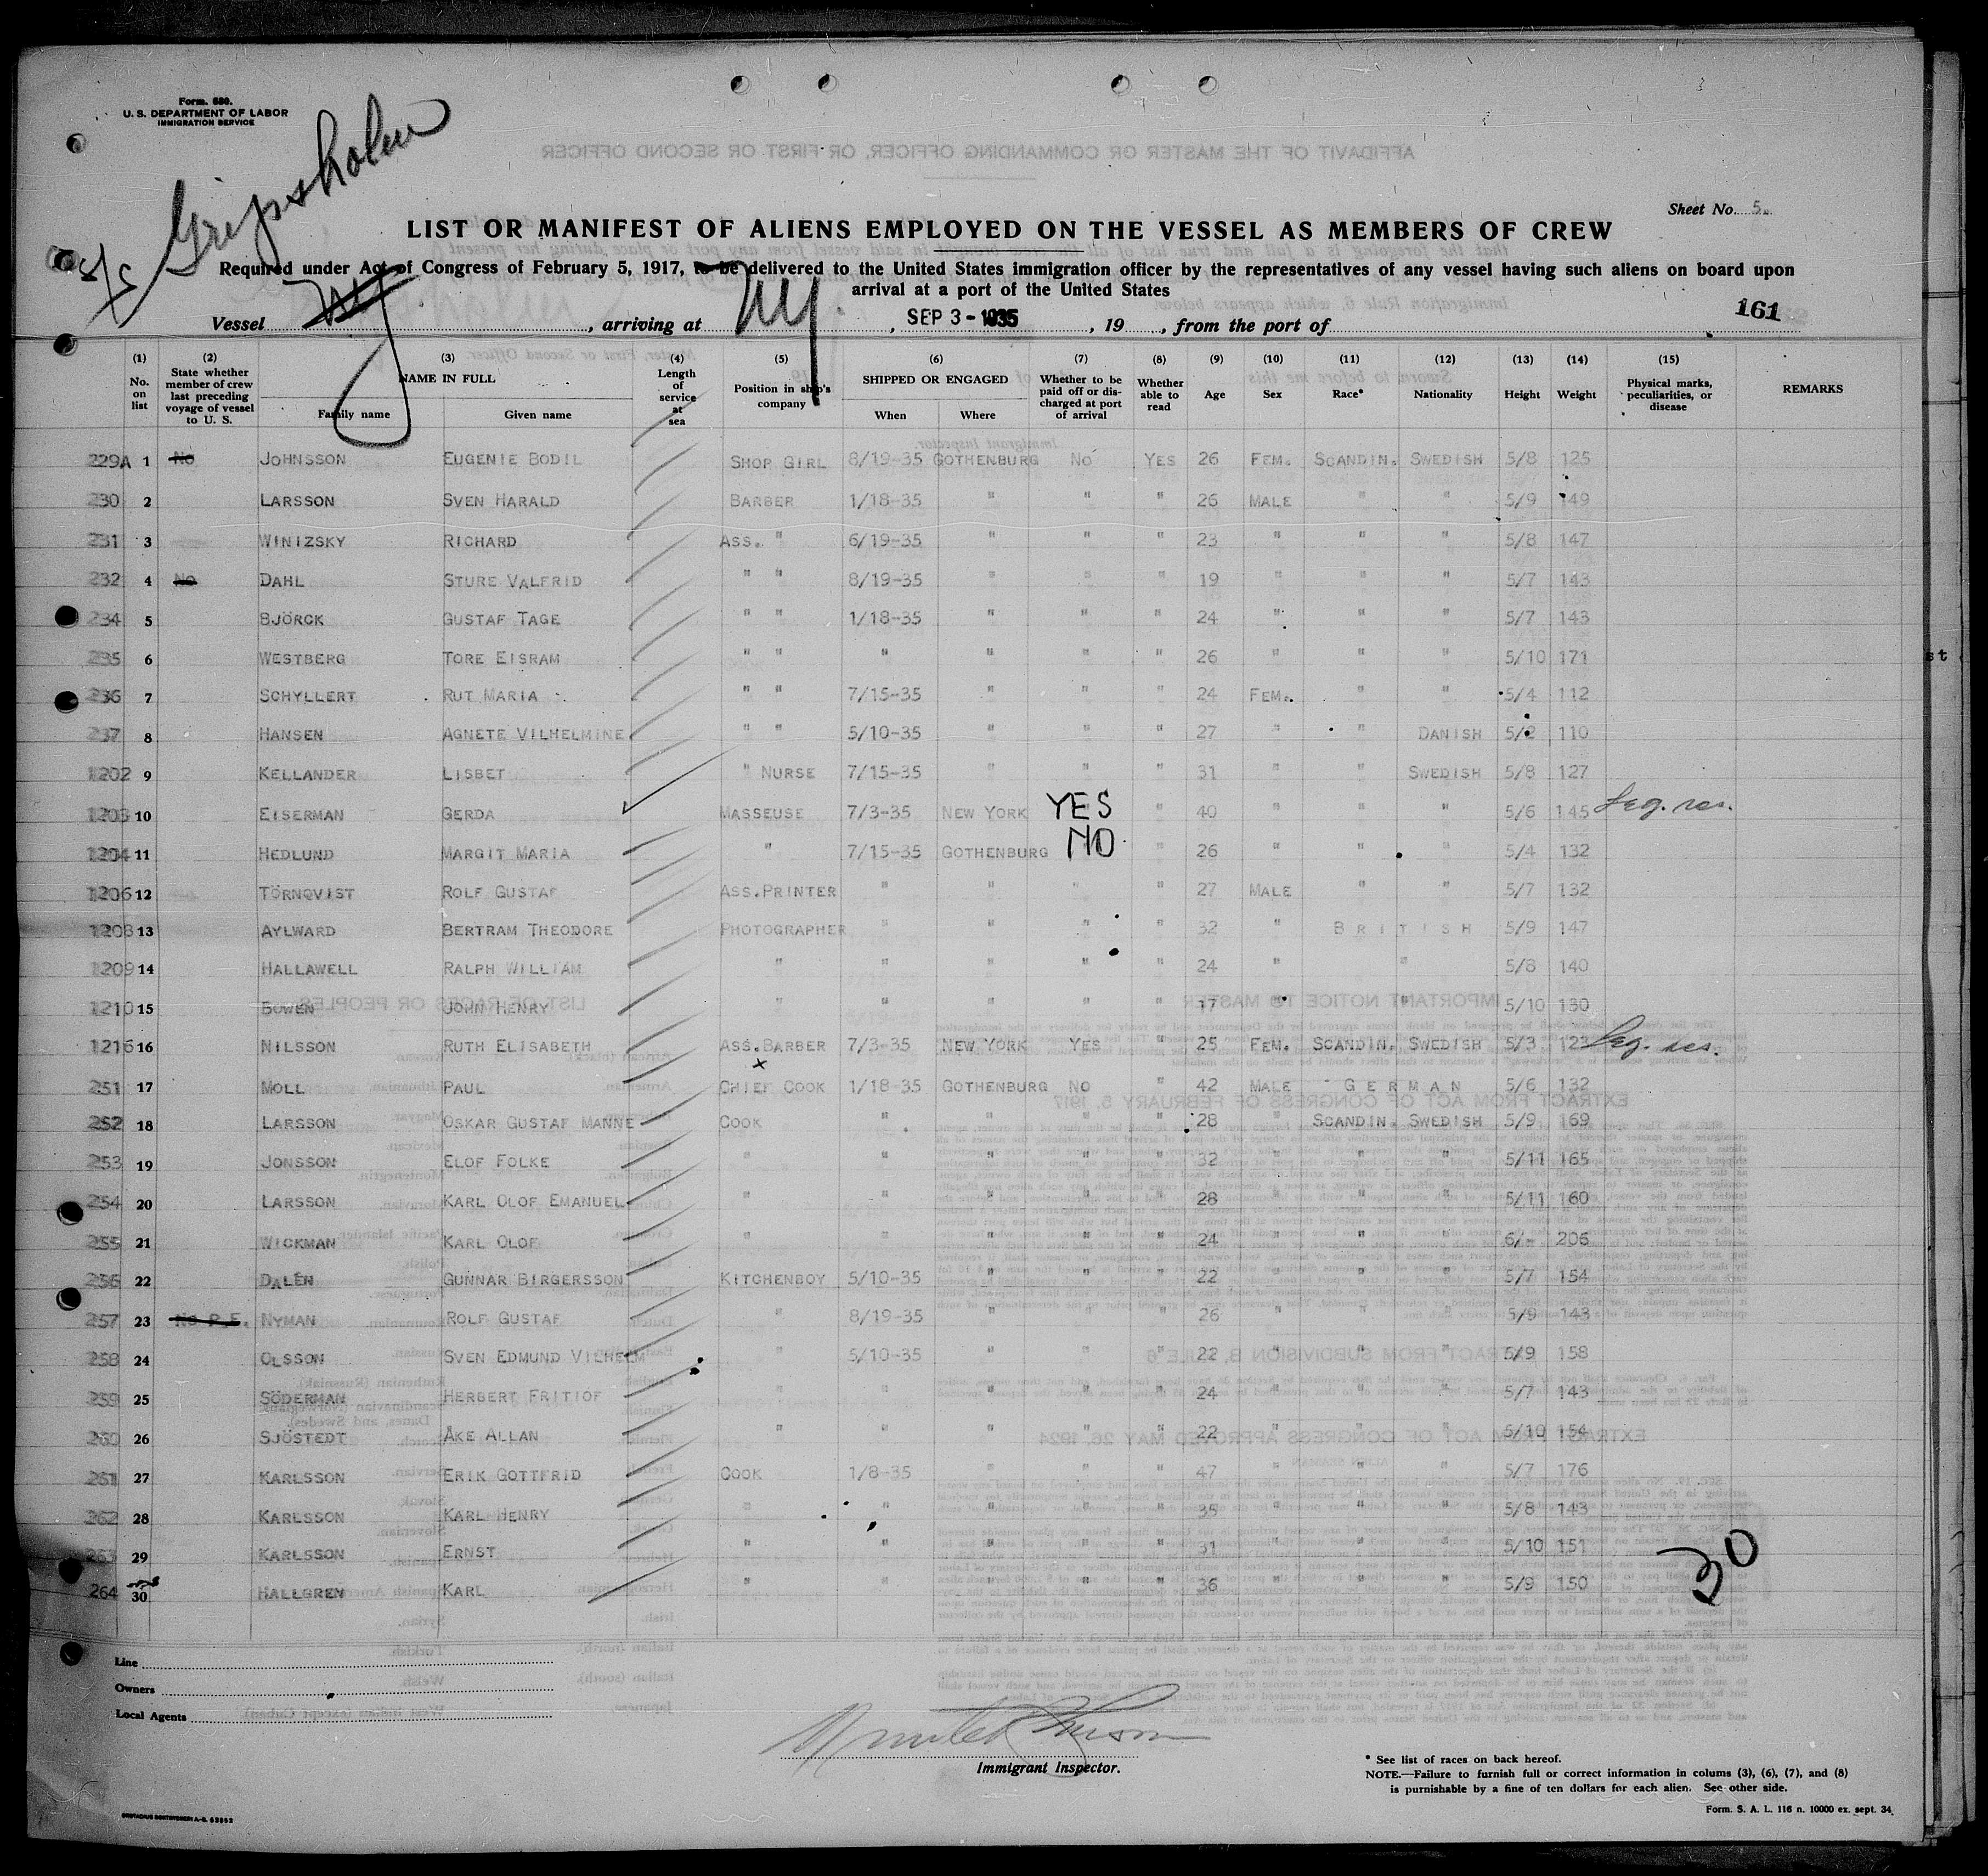 Form. 680.
U. S. DEPARTMENT OF LABOR
IMMIGRATION SERVICE
S/S Gripsholm
AFFIDAVIT OF THE MASTER OR COMMANDING OFFICER, OR FIRST OR SECOND OFFICER
Sheet No. 5.
LIST OR MANIFEST OF ALIENS EMPLOYED ON THE VESSEL AS MEMBERS OF CREW
Required under Act of Congress of February 5, 1917, to be delivered to the United States immigration officer by the representatives of any vessel having such aliens on board upon
arrival at a port of the United States
161
Vessel NY, arriving at NY, SEP 3 - 1935, 19, from the port of
(1) No. on list (2) State whether member of crew last preceding voyage of vessel to U. S. (3) NAME IN FULL Family name Given name (4) Length of service at sea (5) Position in ship's company (6) SHIPPED OR ENGAGED When Where (7) Whether to be paid off or discharged at port of arrival (8) Whether able to read (9) Age (10) Sex (11) Race* (12) Nationality (13) Height (14) Weight (15) Physical marks, peculiarities, or disease REMARKS
229A 1 No JOHNSSON EUGENIE BODIL SHOP GIRL 8/19-35 GOTHENBURG NO YES 26 FEM. SCANDIN. SWEDISH 5/8 125
230 2 LARSSON SVEN HARALD BARBER 1/18-35 " " " 26 MALE " " 5/9 149
231 3 WINIZSKY RICHARD ASS. " 6/19-35 " " " 23 " " " 5/8 147
232 4 No DAHL STURE VALFRID " " 8/19-35 " " " 19 " " " 5/7 143
234 5 BJÖRCK GUSTAF TAGE " " 1/18-35 " " " 24 " " " 5/7 143
235 6 WESTBERG TORE EISRAM " " " " " " 26 " " " 5/10 171
236 7 SCHYLLERT RUT MARIA " " 7/15-35 " " " 24 FEM. " " 5/4 112
237 8 HANSEN AGNETE VILHELMINE " " 5/10-35 " " " 27 " " DANISH 5/2 110
1202 9 KELLANDER LISBET " NURSE 7/15-35 " " " 31 " " SWEDISH 5/8 127
1203 10 EISERMAN GERDA MASSEUSE 7/3-35 NEW YORK YES " 40 " " " 5/6 145 Leg. res.
1204 11 HEDLUND MARGIT MARIA " 7/15-35 GOTHENBURG NO " 26 " " " 5/4 132
1206 12 TÖRNQVIST ROLF GUSTAF ASS.PRINTER " " " " 27 MALE " " 5/7 132
1208 13 AYLWARD BERTRAM THEODORE PHOTOGRAPHER " " " " 32 " BRITISH 5/9 147
1209 14 HALLAWELL RALPH WILLIAM " " " " " 24 " " 5/8 140
1210 15 BOWEN JOHN HENRY " " " " " 17 " " 5/10 130
1216 16 NILSSON RUTH ELISABETH ASS.BARBER 7/3-35 NEW YORK YES " 25 FEM. SCANDIN. SWEDISH 5/3 123 Leg. res.
251 17 MOLL PAUL CHIEF COOK 1/18-35 GOTHENBURG NO " 42 MALE GERMAN 5/6 132
252 18 LARSSON OSKAR GUSTAF MANNE COOK " " " " 28 " SCANDIN. SWEDISH 5/9 169
253 19 JONSSON ELOF FOLKE " " " " " 32 " " " 5/11 165
254 20 LARSSON KARL OLOF EMANUEL " " " " " 28 " " " 5/11 160
255 21 WICKMAN KARL OLOF " " " " " 24 " " " 6/- 206
256 22 DALÉN GUNNAR BIRGERSSON KITCHENBOY 5/10-35 " " " 22 " " " 5/7 154
257 23 No P.E. NYMAN ROLF GUSTAF " 8/19-35 " " " 26 " " " 5/9 143
258 24 OLSSON SVEN EDMUND VILHELM " 5/10-35 " " " 22 " " " 5/9 158
259 25 SÖDERMAN HERBERT FRITIOF " " " " " 24 " " " 5/7 143
260 26 SJÖSTEDT ÅKE ALLAN " " " " " 22 " " " 5/10 154
261 27 KARLSSON ERIK GOTTFRID COOK 1/8-35 " " " 47 " " " 5/7 176
262 28 KARLSSON KARL HENRY " " " " " 35 " " " 5/8 143
263 29 KARLSSON ERNST " " " " " 31 " " " 5/10 151
264 30 HALLGREN KARL " " " " " 36 " " " 5/9 150
30
Line
Owners
Local Agents
Immigrant Inspector.
* See list of races on back hereof.
NOTE.—Failure to furnish full or correct information in colums (3), (6), (7), and (8)
is punishable by a fine of ten dollars for each alien. See other side.
Form. S. A. L. 116 n. 10000 ex. sept. 34